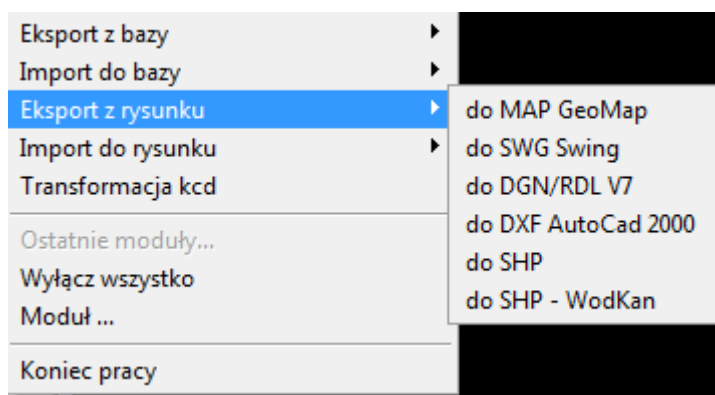 Eksport z bazy
Import do bazy
Eksport z rysunku
Import do rysunku
Transformacja kcd
Ostatnie moduły...
Wyłącz wszystko
Moduł ...
Koniec pracy
do MAP GeoMap
do SWG Swing
do DGN/RDL V7
do DXF AutoCad 2000
do SHP
do SHP - WodKan